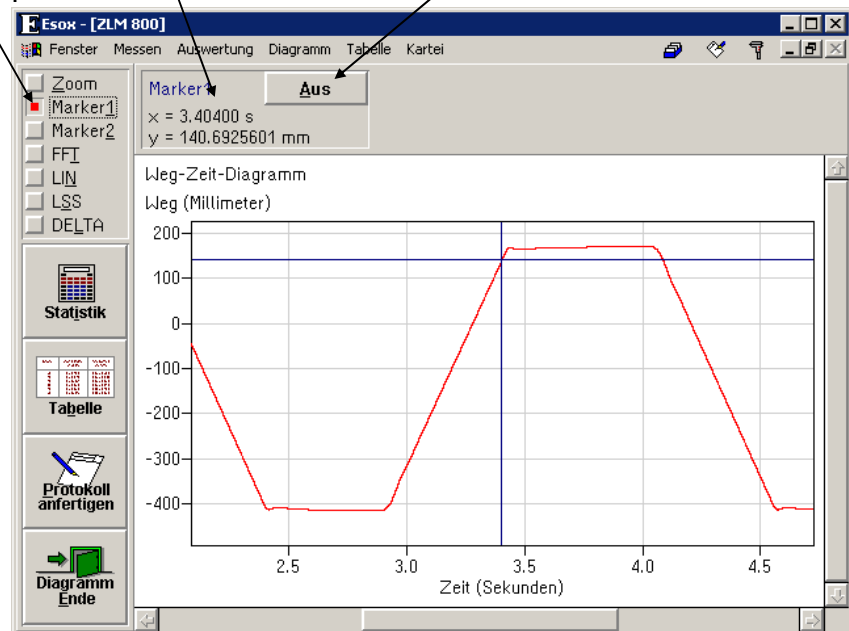 Esox - [ZLM 800]
Fenster Messen Auswertung Diagramm Tabelle Kartei
Zoom
Marker1
Marker2
FFT
LIN
LSS
DELTA
Statistik
Tabelle
Protokoll
anfertigen
Diagramm
Ende
Marker1
Aus
x = 3.40400 s
y = 140.6925601 mm
Weg-Zeit-Diagramm
Weg (Millimeter)
200
100
0
-100
-200
-300
-400
2.5 3.0 3.5 4.0 4.5
Zeit (Sekunden)